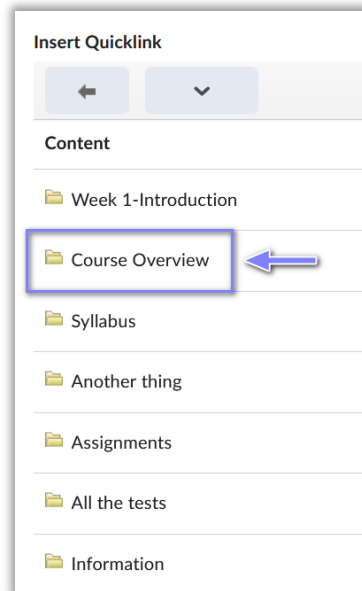 Insert Quicklink
Content
Week 1-Introduction
Course Overview
Syllabus
Another thing
Assignments
All the tests
Information